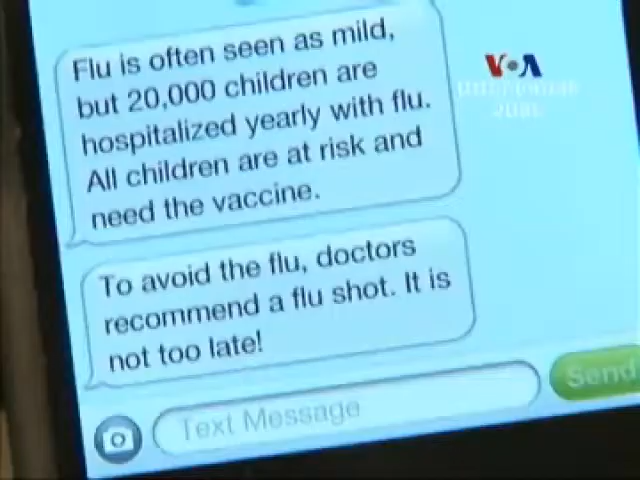 Flu is often seen as mild,
but 20,000 children are
hospitalized yearly with flu.
All children are at risk and
need the vaccine.
To avoid the flu, doctors
recommend a flu shot. It is
not too late!
Text Message
Send
VOA